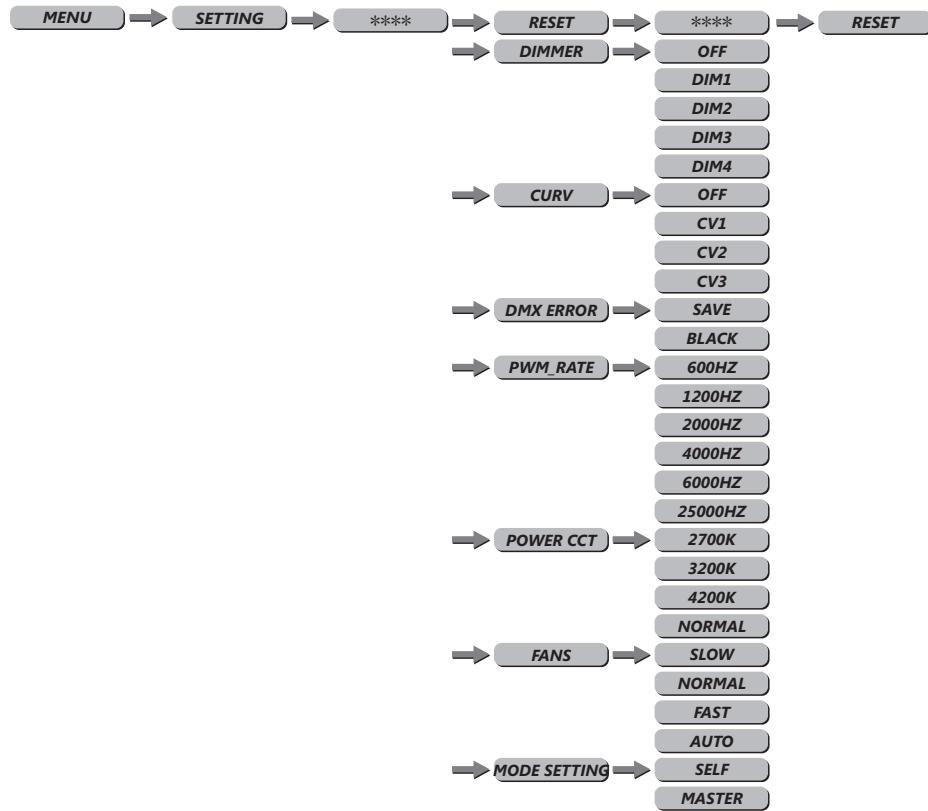 MENU SETTING **** RESET **** RESET
DIMMER OFF
DIM1
DIM2
DIM3
DIM4
CURV OFF
CV1
CV2
CV3
DMX ERROR SAVE
BLACK
PWM_RATE 600HZ
1200HZ
2000HZ
4000HZ
6000HZ
25000HZ
POWER CCT 2700K
3200K
4200K
NORMAL
FANS SLOW
NORMAL
FAST
AUTO
MODE SETTING SELF
MASTER